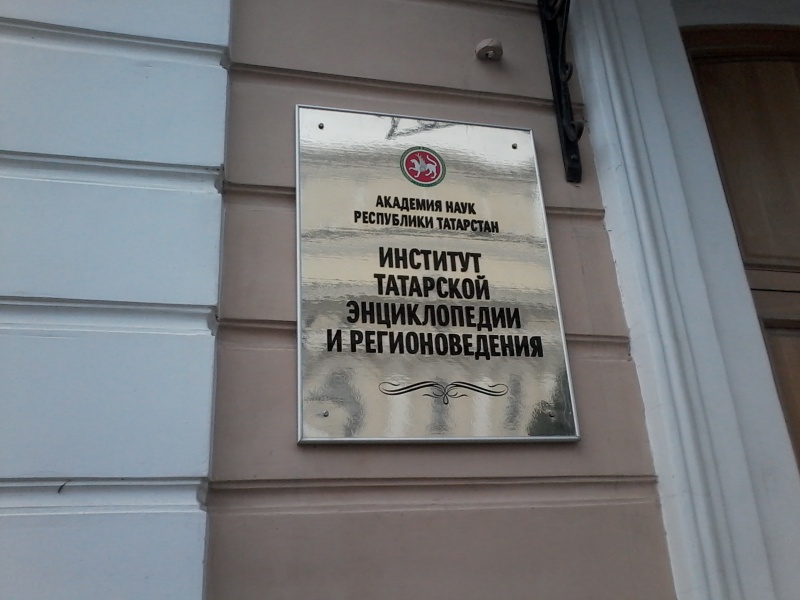 АКАДЕМИЯ НАУК
РЕСПУБЛИКИ ТАТАРСТАН
ИНСТИТУТ
ТАТАРСКОЙ
ЭНЦИКЛОПЕДИИ
И РЕГИОНОВЕДЕНИЯ